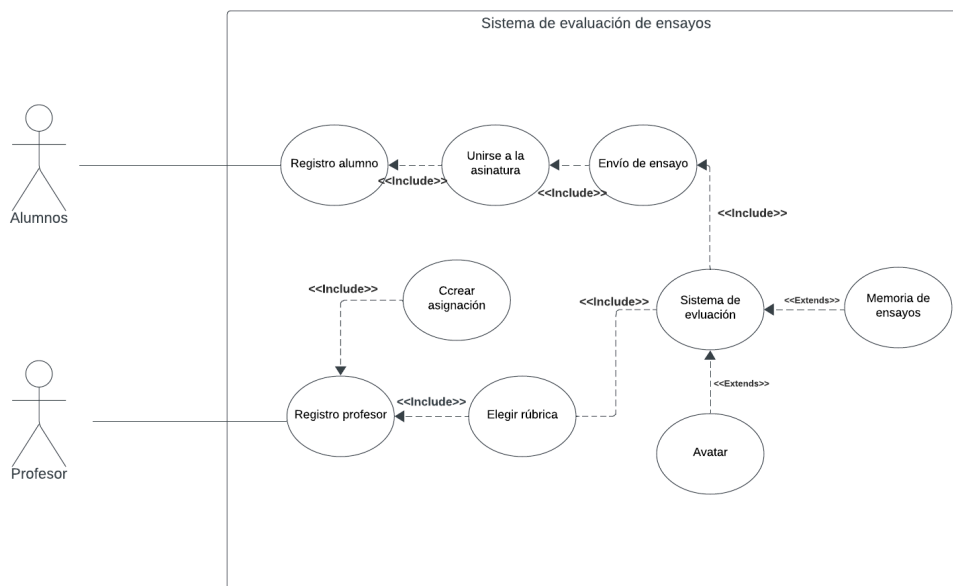 Sistema de evaluación de ensayos
Registro alumno
<<Include>>
Unirse a la
asinatura
<<Include>>
Envío de ensayo
<<Include>>
Alumnos
<<Include>>
Ccrear
asignación
<<Include>>
Sistema de
evluación
<<Extends>>
Memoria de
ensayos
Registro profesor
<<Include>>
Elegir rúbrica
<<Extends>>
Avatar
Profesor